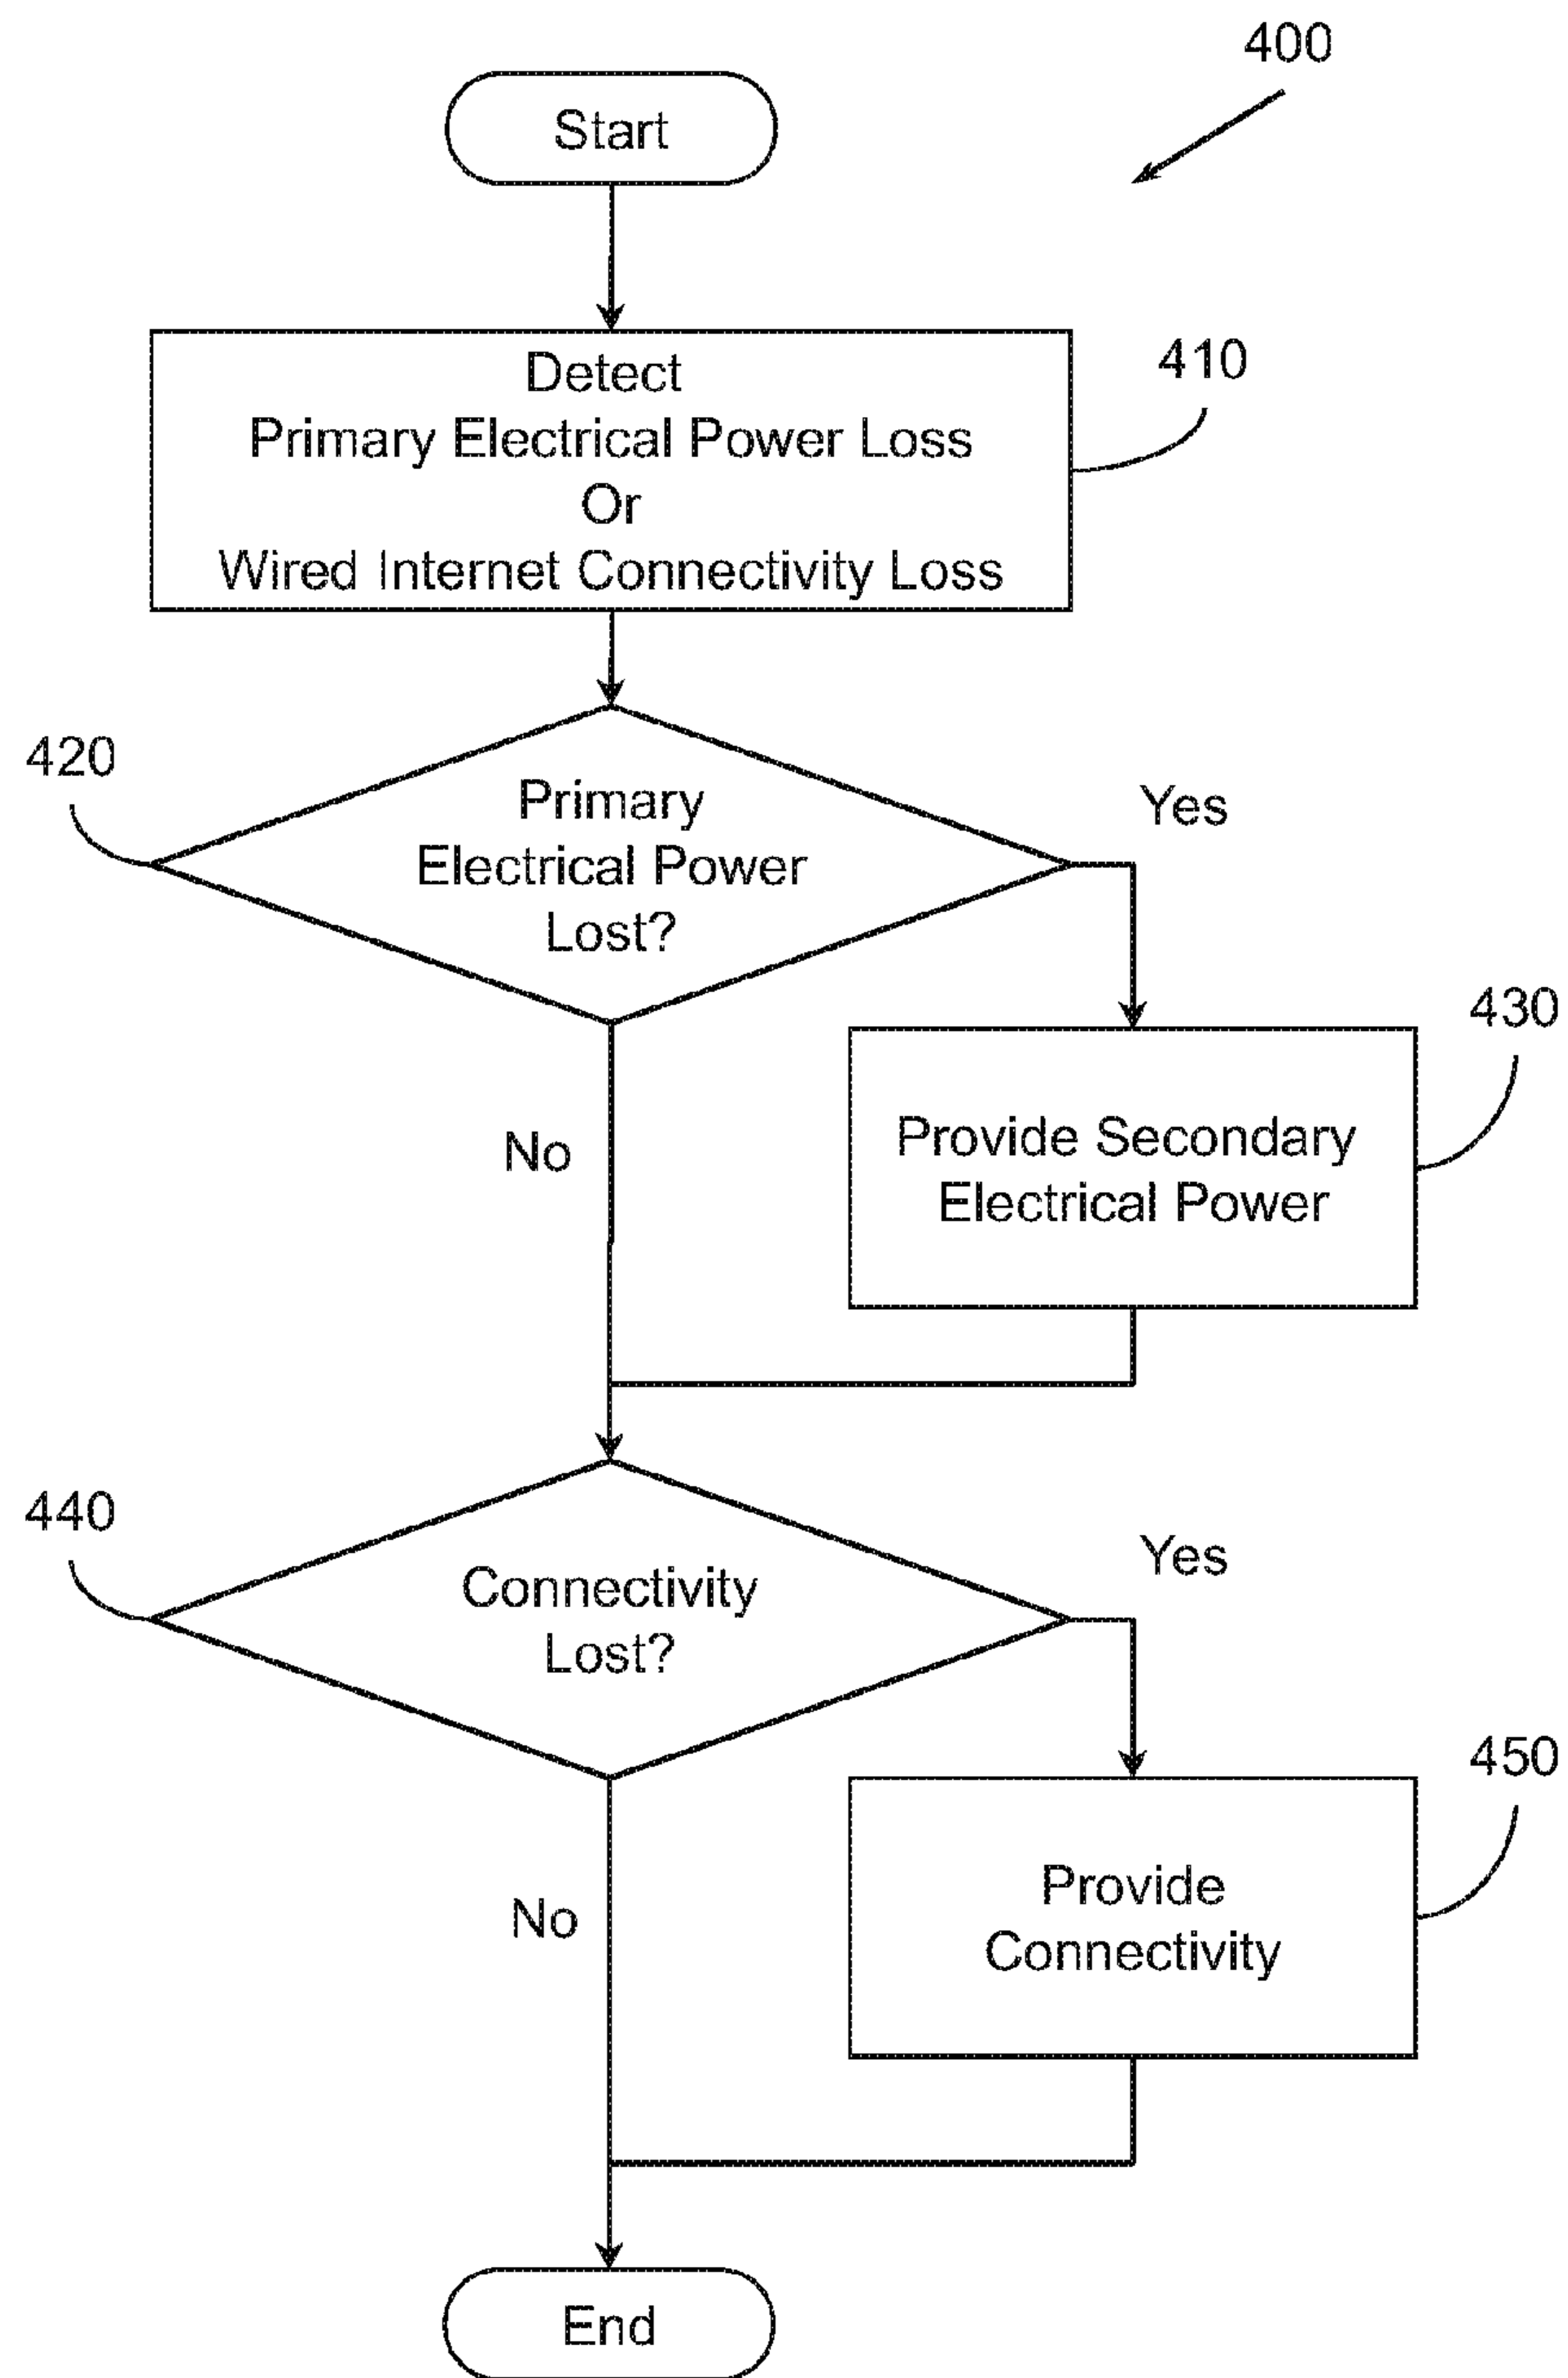 400
Start
Detect
Primary Electrical Power Loss
Or
Wired Internet Connectivity Loss
410
420
Primary
Electrical Power
Lost?
Yes
No
430
Provide Secondary
Electrical Power
440
Connectivity
Lost?
Yes
No
450
Provide
Connectivity
End